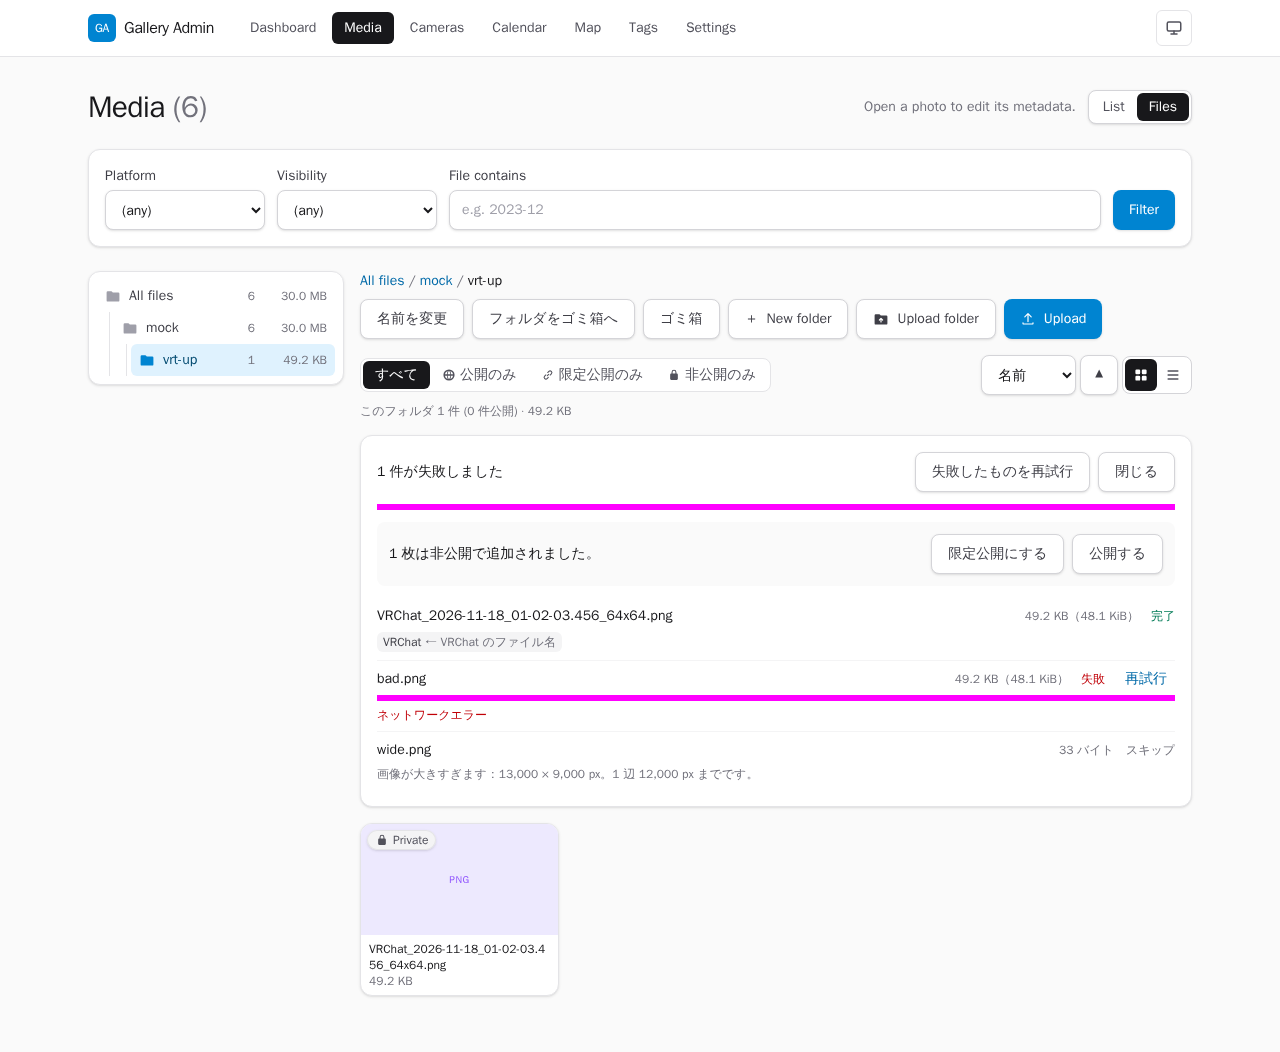 GA Gallery Admin Dashboard Media Cameras Calendar Map Tags Settings
Media (6)
Open a photo to edit its metadata. List Files
Platform Visibility File contains
(any) (any) e.g. 2023-12 Filter
All files 6 30.0 MB
mock 6 30.0 MB
vrt-up 1 49.2 KB
All files / mock / vrt-up
名前を変更 フォルダをゴミ箱へ ゴミ箱 + New folder Upload folder Upload
すべて 公開のみ 限定公開のみ 非公開のみ 名前 ▲
このフォルダ 1 件 (0 件公開) · 49.2 KB
1 件が失敗しました 失敗したものを再試行 閉じる
1 枚は非公開で追加されました。 限定公開にする 公開する
VRChat_2026-11-18_01-02-03.456_64x64.png 49.2 KB（48.1 KiB） 完了
VRChat ← VRChat のファイル名
bad.png 49.2 KB（48.1 KiB） 失敗 再試行
ネットワークエラー
wide.png 33 バイト スキップ
画像が大きすぎます：13,000 × 9,000 px。1 辺 12,000 px までです。
Private
PNG
VRChat_2026-11-18_01-02-03.4
56_64x64.png
49.2 KB